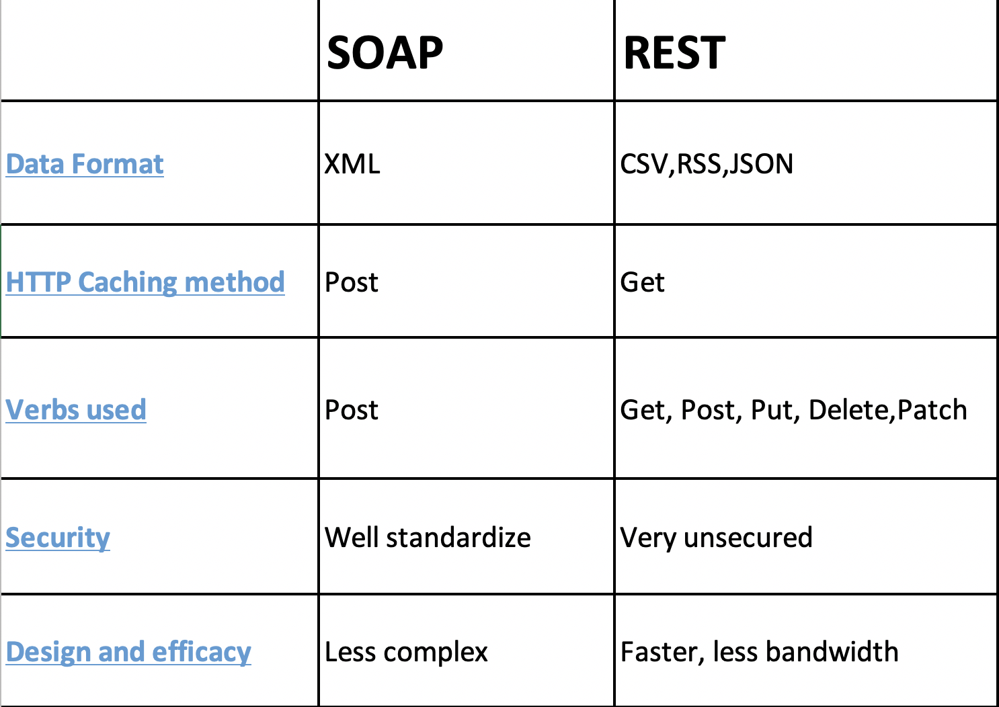 SOAP REST
Data Format XML CSV,RSS,JSON
HTTP Caching method Post Get
Verbs used Post Get, Post, Put, Delete,Patch
Security Well standardize Very unsecured
Design and efficacy Less complex Faster, less bandwidth